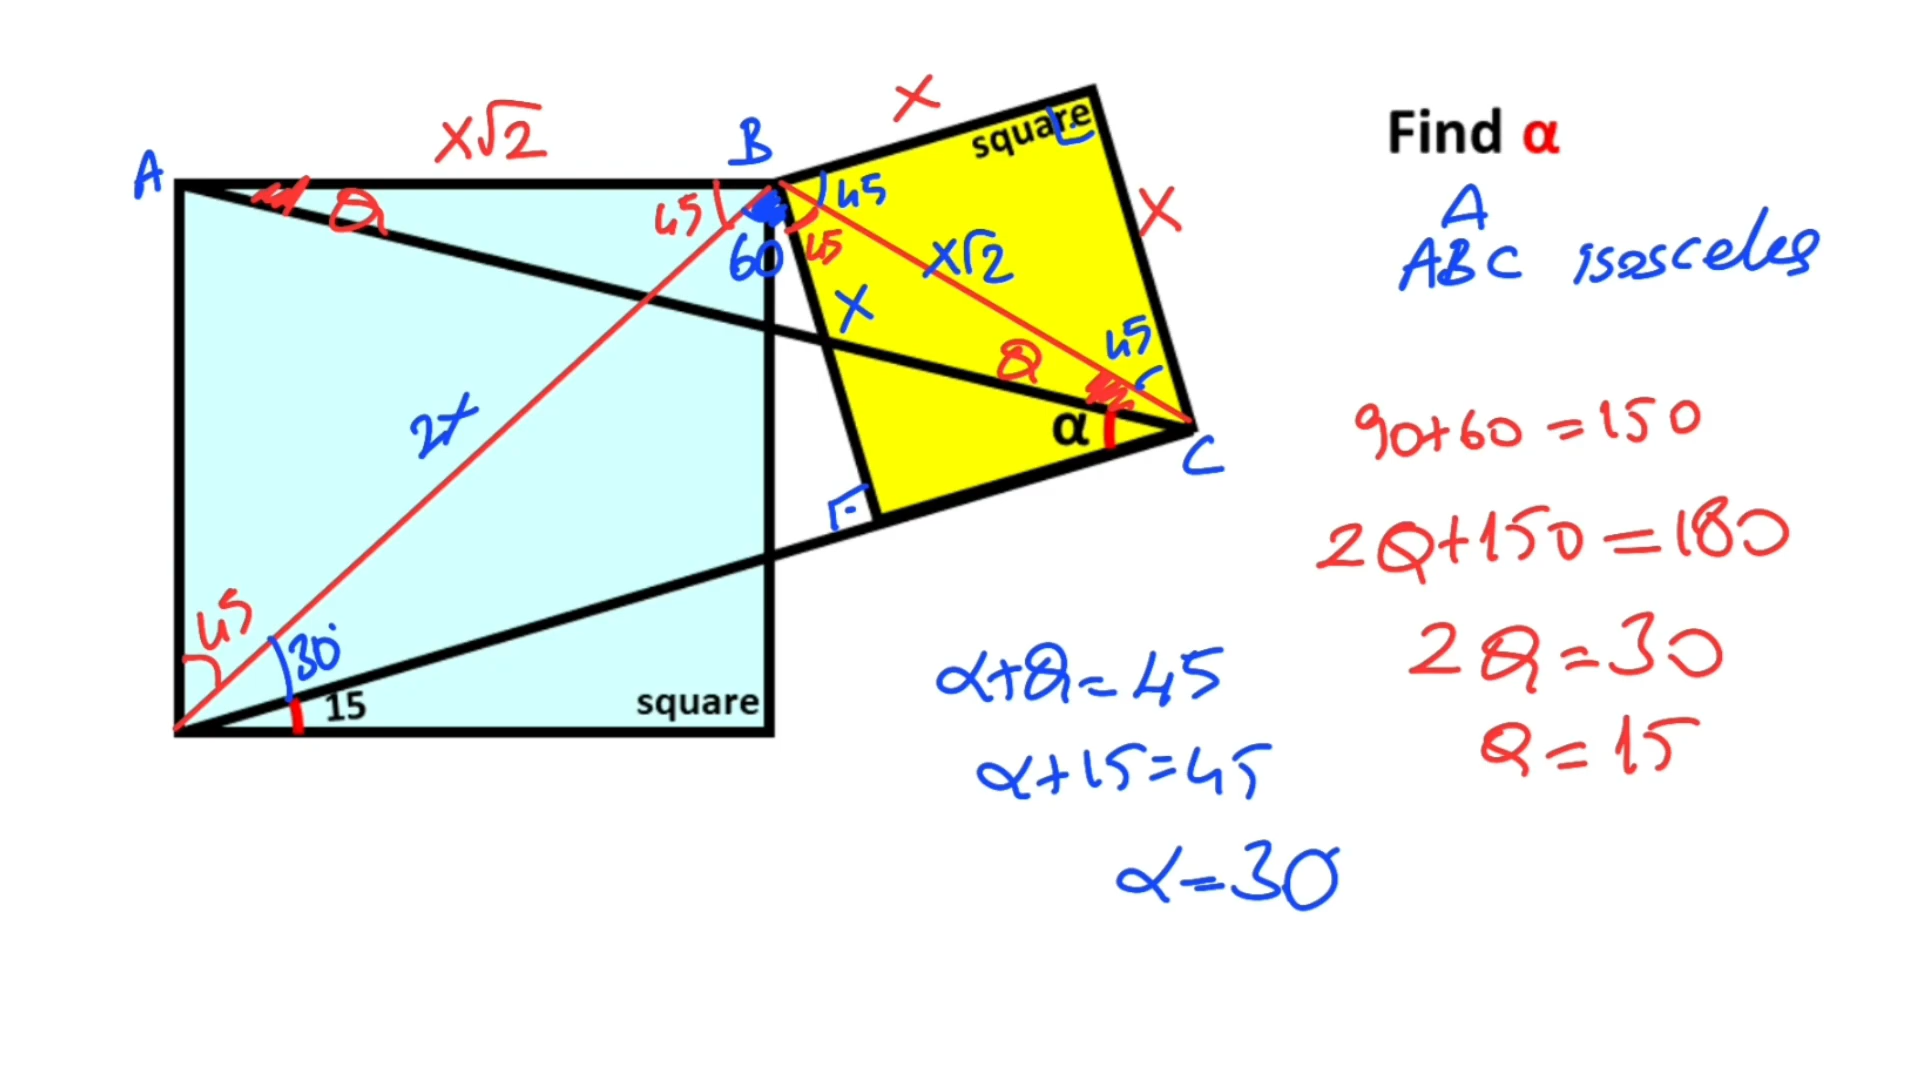 Find α
A
ABC isosceles
90+60=150
2θ+150=180
2θ=30
θ=15
α+θ=45
α+15=45
α=30
A
x√2
B
x
square
θ
45
45
x
60
45
x√2
x
2x
θ
45
α
C
45
30°
15
square